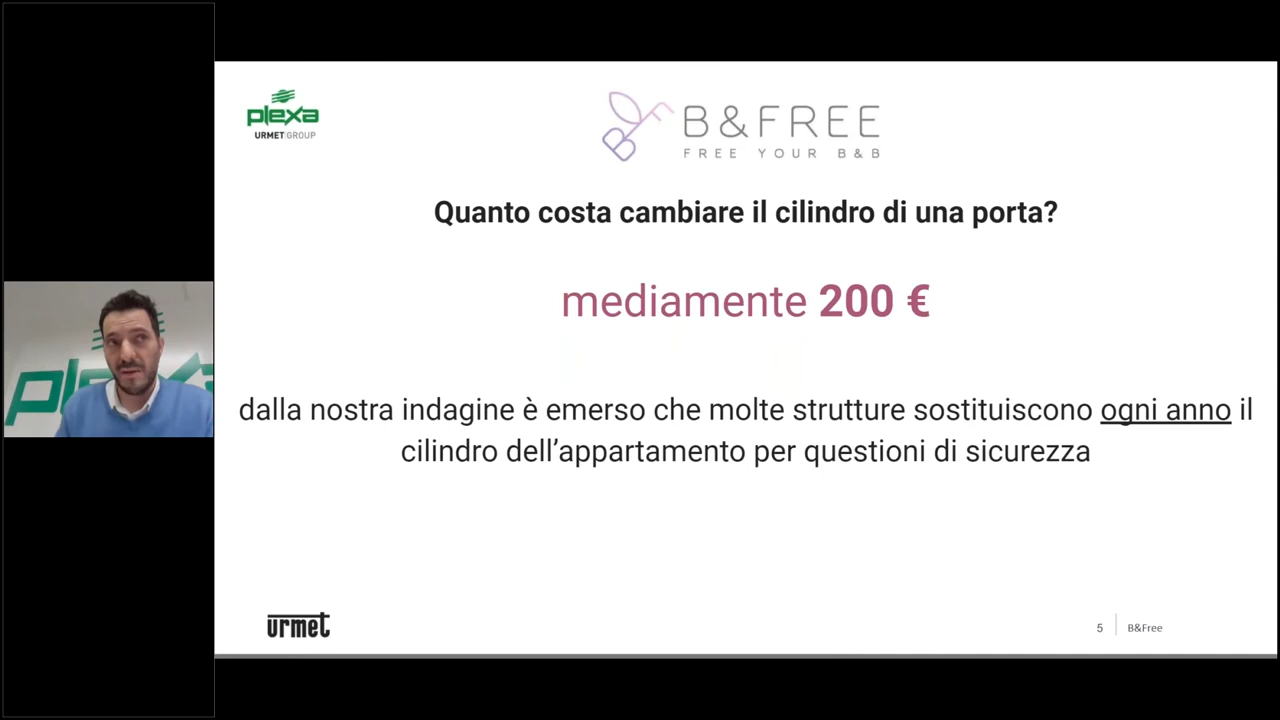 plexa
URMET GROUP
B&FREE
FREE YOUR B&B
Quanto costa cambiare il cilindro di una porta?
mediamente 200 €
plexa
dalla nostra indagine è emerso che molte strutture sostituiscono ogni anno il
cilindro dell’appartamento per questioni di sicurezza
urmet
5
B&Free